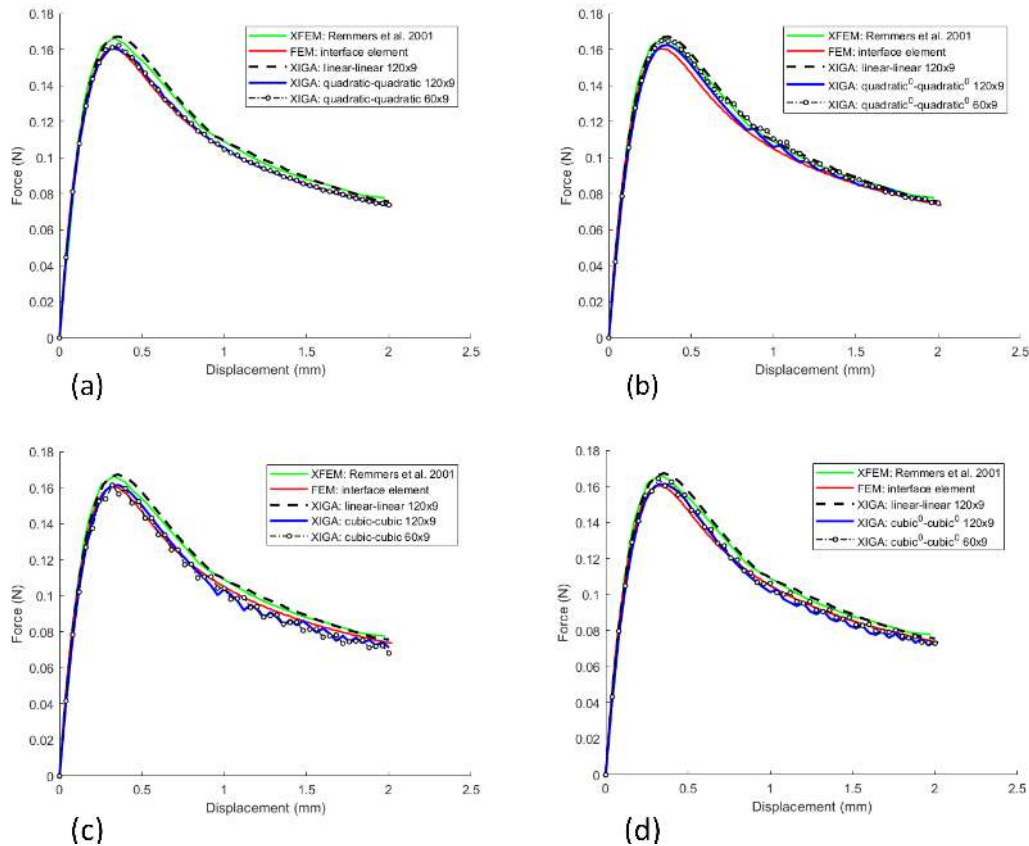 0.18
0.16
0.14
0.12
0.1
0.08
0.06
0.04
0.02
0
Force (N)
XFEM: Remmers et al. 2001
FEM: interface element
XIGA: linear-linear 120x9
XIGA: quadratic-quadratic 120x9
XIGA: quadratic-quadratic 60x9
0 0.5 1 1.5 2 2.5
Displacement (mm)
(a)
0.18
0.16
0.14
0.12
0.1
0.08
0.06
0.04
0.02
0
Force (N)
XFEM: Remmers et al. 2001
FEM: interface element
XIGA: linear-linear 120x9
XIGA: quadratic⁰-quadratic⁰ 120x9
XIGA: quadratic⁰-quadratic⁰ 60x9
0 0.5 1 1.5 2 2.5
Displacement (mm)
(b)
0.18
0.16
0.14
0.12
0.1
0.08
0.06
0.04
0.02
0
Force (N)
XFEM: Remmers et al. 2001
FEM: interface element
XIGA: linear-linear 120x9
XIGA: cubic-cubic 120x9
XIGA: cubic-cubic 60x9
0 0.5 1 1.5 2 2.5
Displacement (mm)
(c)
0.18
0.16
0.14
0.12
0.1
0.08
0.06
0.04
0.02
0
Force (N)
XFEM: Remmers et al. 2001
FEM: interface element
XIGA: linear-linear 120x9
XIGA: cubic⁰-cubic⁰ 120x9
XIGA: cubic⁰-cubic⁰ 60x9
0 0.5 1 1.5 2 2.5
Displacement (mm)
(d)